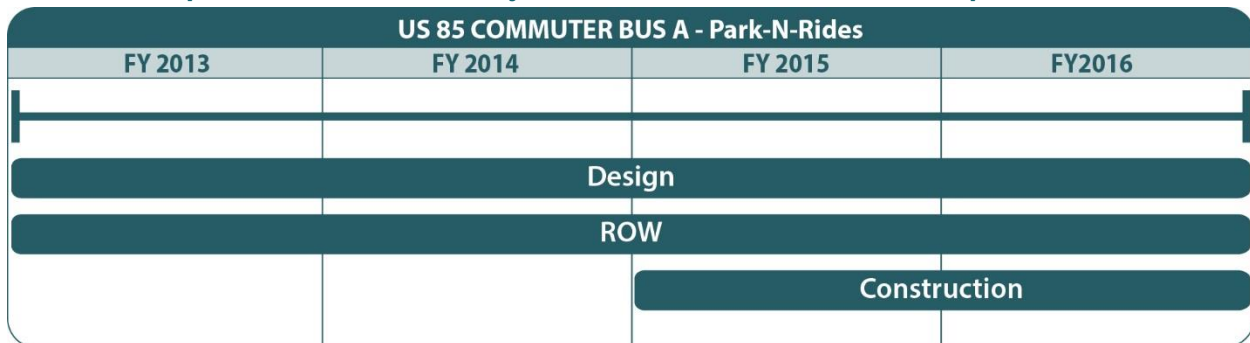 US 85 COMMUTER BUS A - Park-N-Rides
FY 2013 FY 2014 FY 2015 FY2016
Design
ROW
Construction